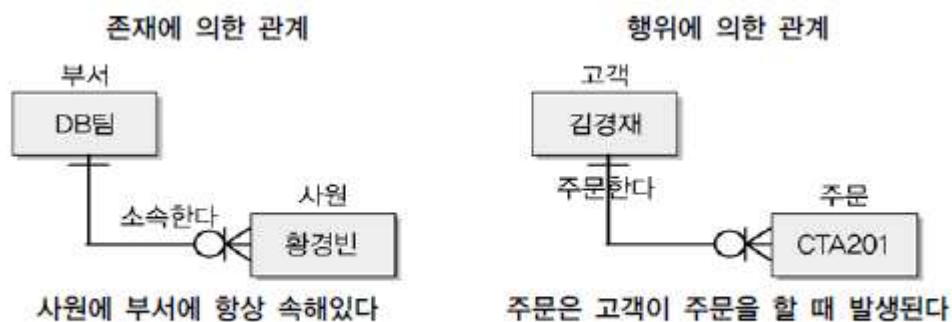 존재에 의한 관계
부서
DB팀
소속한다
사원
황경빈
사원에 부서에 항상 속해있다
행위에 의한 관계
고객
김경재
주문한다
주문
CTA201
주문은 고객이 주문을 할 때 발생된다